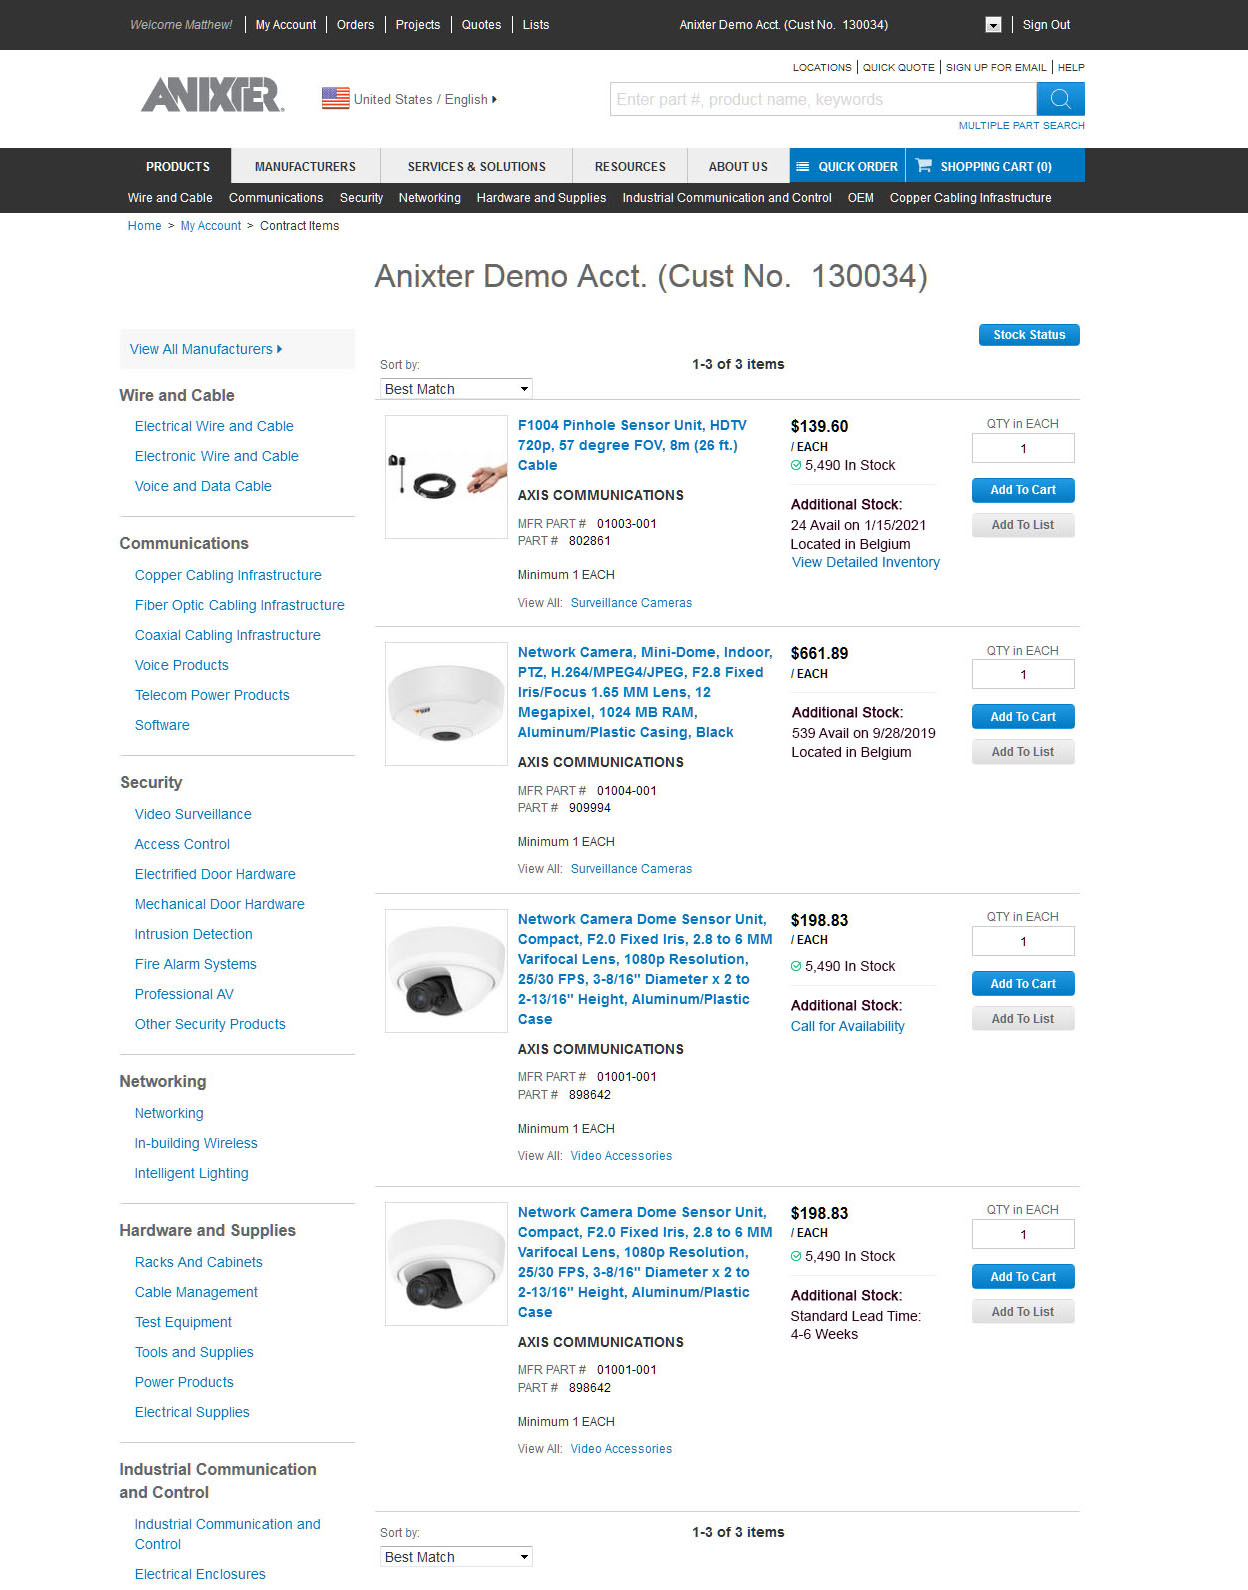 Welcome Matthew!
My Account
Orders
Projects
Quotes
Lists
Anixter Demo Acct. (Cust No. 130034)
Sign Out
LOCATIONS
QUICK QUOTE
SIGN UP FOR EMAIL
HELP
ANIXTER
United States / English
Enter part #, product name, keywords
MULTIPLE PART SEARCH
PRODUCTS
MANUFACTURERS
SERVICES & SOLUTIONS
RESOURCES
ABOUT US
QUICK ORDER
SHOPPING CART (0)
Wire and Cable
Communications
Security
Networking
Hardware and Supplies
Industrial Communication and Control
OEM
Copper Cabling Infrastructure
Home > My Account > Contract Items
Anixter Demo Acct. (Cust No. 130034)
View All Manufacturers
Wire and Cable
Electrical Wire and Cable
Electronic Wire and Cable
Voice and Data Cable
Communications
Copper Cabling Infrastructure
Fiber Optic Cabling Infrastructure
Coaxial Cabling Infrastructure
Voice Products
Telecom Power Products
Software
Security
Video Surveillance
Access Control
Electrified Door Hardware
Mechanical Door Hardware
Intrusion Detection
Fire Alarm Systems
Professional AV
Other Security Products
Networking
Networking
In-building Wireless
Intelligent Lighting
Hardware and Supplies
Racks And Cabinets
Cable Management
Test Equipment
Tools and Supplies
Power Products
Electrical Supplies
Industrial Communication
and Control
Industrial Communication and
Control
Electrical Enclosures
Stock Status
Sort by:
1-3 of 3 items
Best Match
F1004 Pinhole Sensor Unit, HDTV
720p, 57 degree FOV, 8m (26 ft.)
Cable
AXIS COMMUNICATIONS
MFR PART # 01003-001
PART # 802861
Minimum 1 EACH
View All: Surveillance Cameras
$139.60
/ EACH
5,490 In Stock
Additional Stock:
24 Avail on 1/15/2021
Located in Belgium
View Detailed Inventory
QTY in EACH
1
Add To Cart
Add To List
Network Camera, Mini-Dome, Indoor,
PTZ, H.264/MPEG4/JPEG, F2.8 Fixed
Iris/Focus 1.65 MM Lens, 12
Megapixel, 1024 MB RAM,
Aluminum/Plastic Casing, Black
AXIS COMMUNICATIONS
MFR PART # 01004-001
PART # 909994
Minimum 1 EACH
View All: Surveillance Cameras
$661.89
/ EACH
Additional Stock:
539 Avail on 9/28/2019
Located in Belgium
QTY in EACH
1
Add To Cart
Add To List
Network Camera Dome Sensor Unit,
Compact, F2.0 Fixed Iris, 2.8 to 6 MM
Varifocal Lens, 1080p Resolution,
25/30 FPS, 3-8/16" Diameter x 2 to
2-13/16" Height, Aluminum/Plastic
Case
AXIS COMMUNICATIONS
MFR PART # 01001-001
PART # 898642
Minimum 1 EACH
View All: Video Accessories
$198.83
/ EACH
5,490 In Stock
Additional Stock:
Call for Availability
QTY in EACH
1
Add To Cart
Add To List
Network Camera Dome Sensor Unit,
Compact, F2.0 Fixed Iris, 2.8 to 6 MM
Varifocal Lens, 1080p Resolution,
25/30 FPS, 3-8/16" Diameter x 2 to
2-13/16" Height, Aluminum/Plastic
Case
AXIS COMMUNICATIONS
MFR PART # 01001-001
PART # 898642
Minimum 1 EACH
View All: Video Accessories
$198.83
/ EACH
5,490 In Stock
Additional Stock:
Standard Lead Time:
4-6 Weeks
QTY in EACH
1
Add To Cart
Add To List
Sort by:
1-3 of 3 items
Best Match